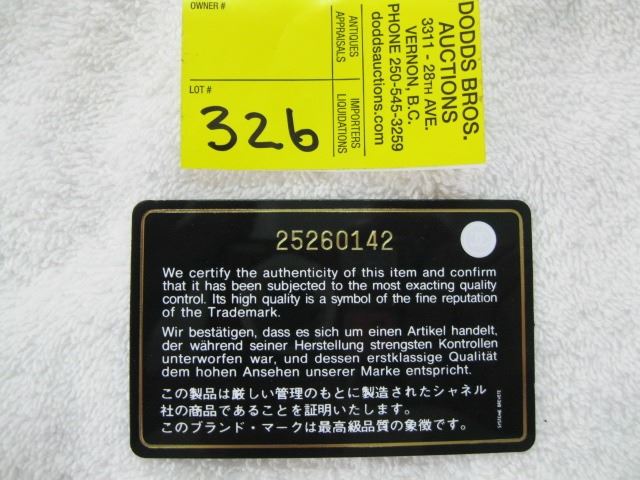 OWNER #
LOT #
326
ANTIQUES
APPRAISALS
IMPORTERS
LIQUIDATIONS
DODDS BROS.
AUCTIONS
3311 - 28TH AVE.
VERNON, B.C.
PHONE 250-545-3259
doddsauctions.com
25260142
We certify the authenticity of this item and confirm
that it has been subjected to the most exacting quality
control. Its high quality is a symbol of the fine reputation
of the Trademark.
Wir bestätigen, dass es sich um einen Artikel handelt,
der während seiner Herstellung strengsten Kontrollen
unterworfen war, und dessen erstklassige Qualität
dem hohen Ansehen unserer Marke entspricht.
この製品は厳しい管理のもとに製造されたシャネル
社の商品であることを証明いたします。
このブランド・マークは最高級品質の象徴です。